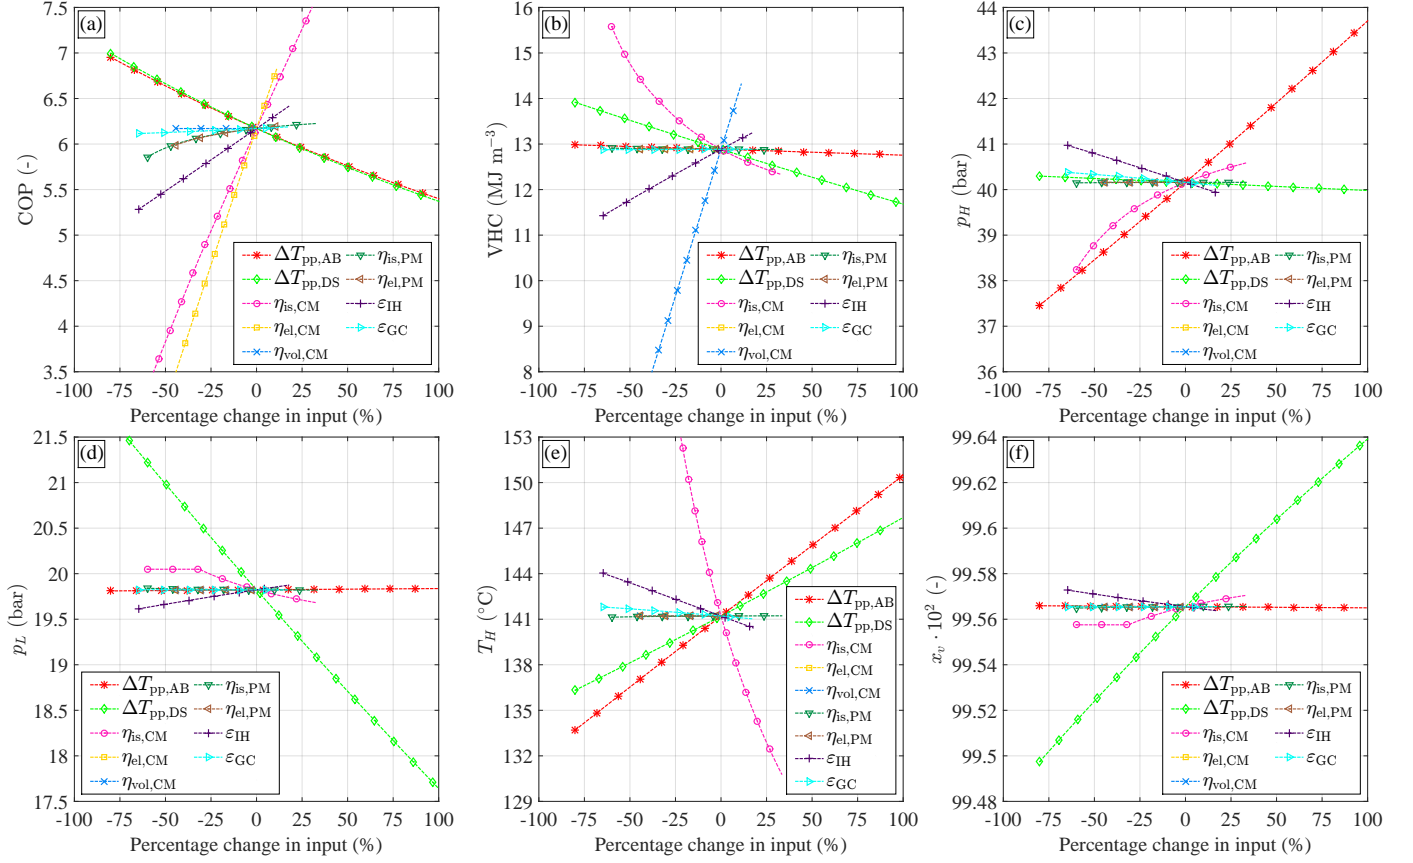 (a)
COP (-)
7.5
7
6.5
6
5.5
5
4.5
4
3.5
-100 -75 -50 -25 0 25 50 75 100
Percentage change in input (%)
ΔT_pp,AB
ΔT_pp,DS
η_is,CM
η_el,CM
η_vol,CM
η_is,PM
η_el,PM
ε_IH
ε_GC
(b)
VHC (MJ m⁻³)
16
15
14
13
12
11
10
9
8
-100 -75 -50 -25 0 25 50 75 100
Percentage change in input (%)
ΔT_pp,AB
ΔT_pp,DS
η_is,CM
η_el,CM
η_vol,CM
η_is,PM
η_el,PM
ε_IH
ε_GC
(c)
p_H (bar)
44
43
42
41
40
39
38
37
36
-100 -75 -50 -25 0 25 50 75 100
Percentage change in input (%)
ΔT_pp,AB
ΔT_pp,DS
η_is,CM
η_el,CM
η_vol,CM
η_is,PM
η_el,PM
ε_IH
ε_GC
(d)
p_L (bar)
21.5
21
20.5
20
19.5
19
18.5
18
17.5
-100 -75 -50 -25 0 25 50 75 100
Percentage change in input (%)
ΔT_pp,AB
ΔT_pp,DS
η_is,CM
η_el,CM
η_vol,CM
η_is,PM
η_el,PM
ε_IH
ε_GC
(e)
T_H (°C)
153
150
147
144
141
138
135
132
129
-100 -75 -50 -25 0 25 50 75 100
Percentage change in input (%)
ΔT_pp,AB
ΔT_pp,DS
η_is,CM
η_el,CM
η_vol,CM
η_is,PM
η_el,PM
ε_IH
ε_GC
(f)
x_v · 10² (-)
99.64
99.62
99.6
99.58
99.56
99.54
99.52
99.5
99.48
-100 -75 -50 -25 0 25 50 75 100
Percentage change in input (%)
ΔT_pp,AB
ΔT_pp,DS
η_is,CM
η_el,CM
η_vol,CM
η_is,PM
η_el,PM
ε_IH
ε_GC